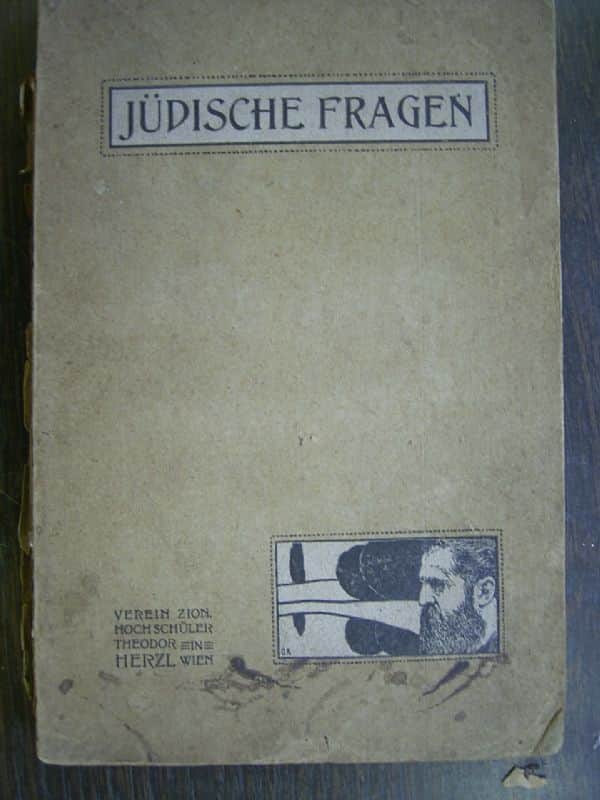 JÜDISCHE FRAGEN
VEREIN ZION.
HOCHSCHÜLER
THEODOR IN
HERZL WIEN